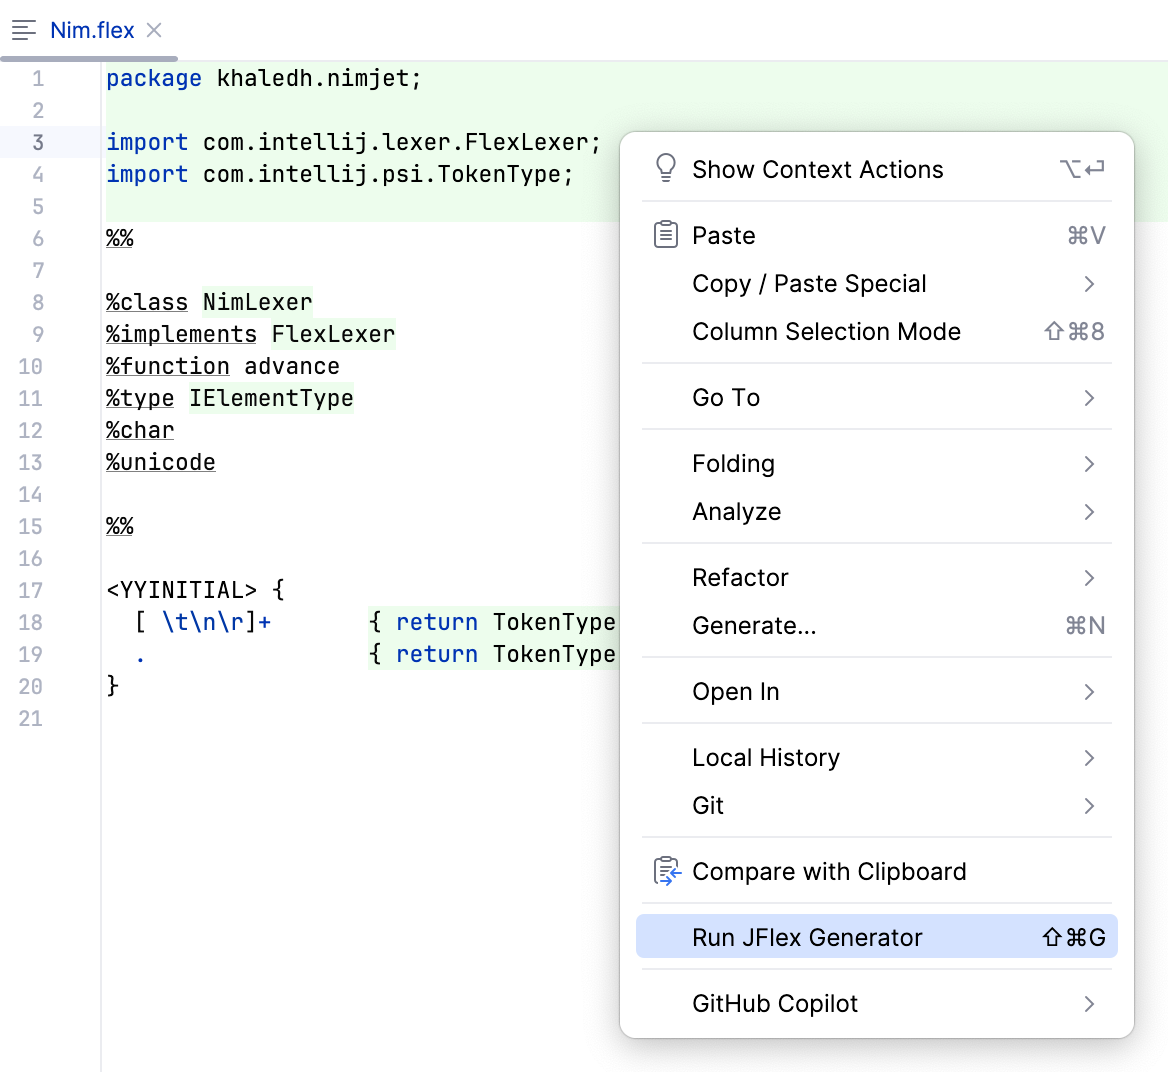 Nim.flex
1 package khaledh.nimjet;
2
3 import com.intellij.lexer.FlexLexer;
4 import com.intellij.psi.TokenType;
5
6 %%
7
8 %class NimLexer
9 %implements FlexLexer
10 %function advance
11 %type IElementType
12 %char
13 %unicode
14
15 %%
16
17 <YYINITIAL> {
18 [ \t\n\r]+ { return TokenType
19 . { return TokenType
20 }
21
Show Context Actions ⌥↩
Paste ⌘V
Copy / Paste Special
Column Selection Mode ⇧⌘8
Go To
Folding
Analyze
Refactor
Generate... ⌘N
Open In
Local History
Git
Compare with Clipboard
Run JFlex Generator ⇧⌘G
GitHub Copilot